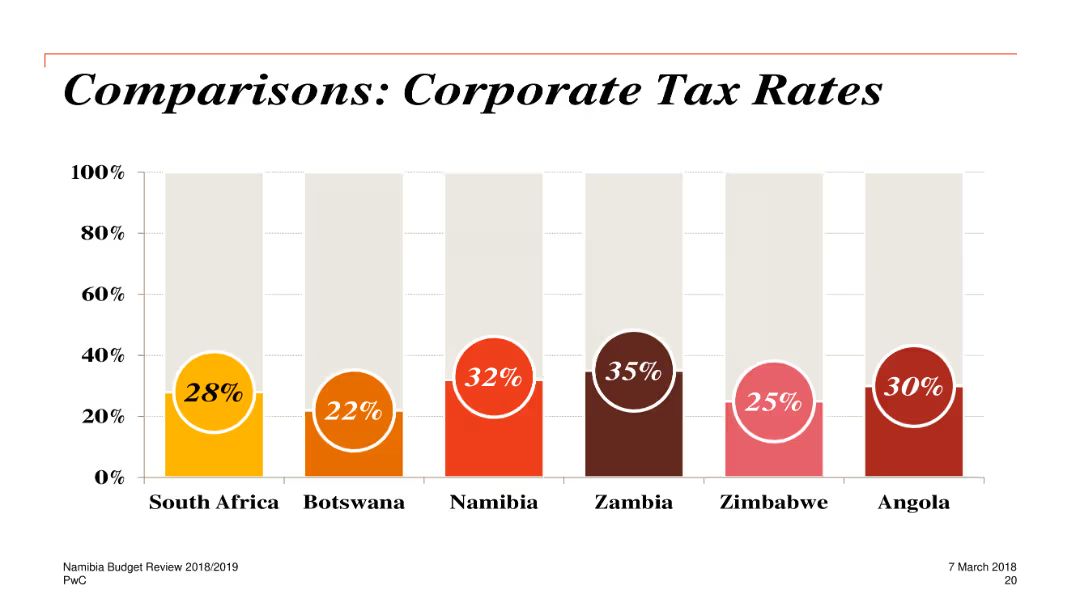 Comparisons: Corporate Tax Rates
100%
80%
60%
40%
20%
0%
28%
22%
32%
35%
25%
30%
South Africa
Botswana
Namibia
Zambia
Zimbabwe
Angola
Namibia Budget Review 2018/2019
PwC
7 March 2018
20